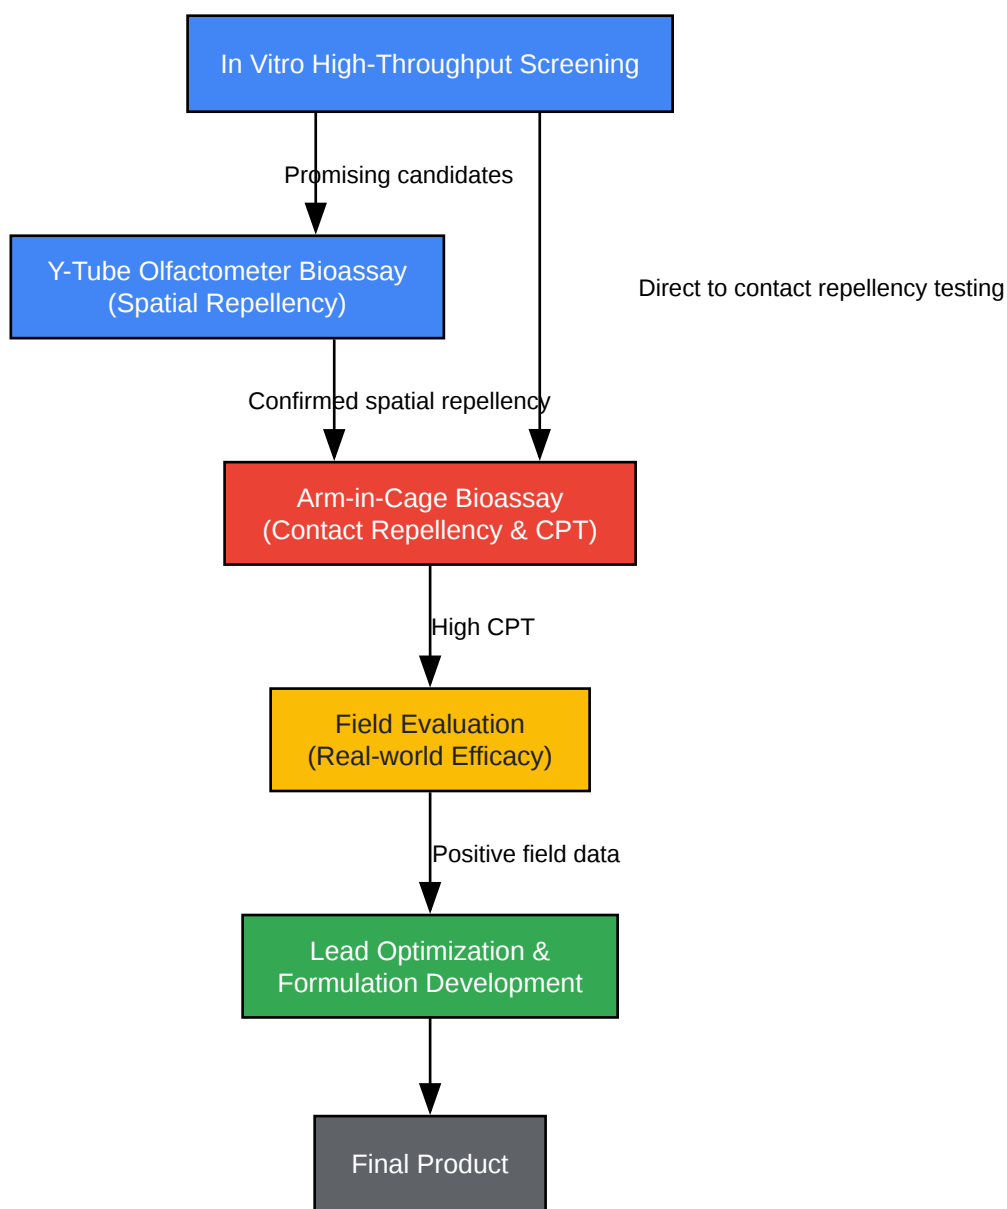 In Vitro High-Throughput Screening
Promising candidates
Y-Tube Olfactometer Bioassay
(Spatial Repellency)
Direct to contact repellency testing
Confirmed spatial repellency
Arm-in-Cage Bioassay
(Contact Repellency & CPT)
High CPT
Field Evaluation
(Real-world Efficacy)
Positive field data
Lead Optimization &
Formulation Development
Final Product